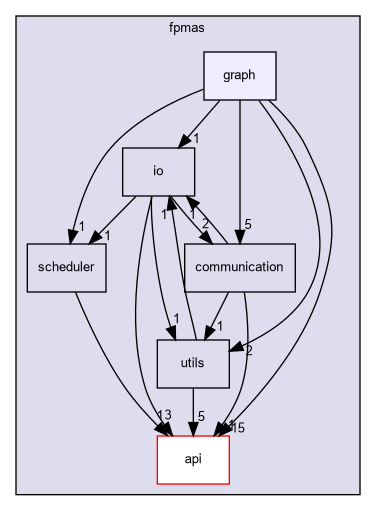 fpmas
graph
1
io
1
2
1
5
1
1
scheduler
communication
1
1
2
utils
13
5
15
api